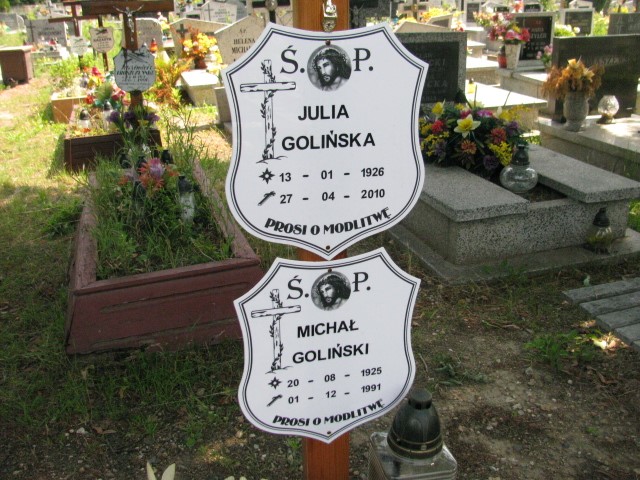 Ś. P.
JULIA
GOLIŃSKA
13 - 01 - 1926
27 - 04 - 2010
PROSI O MODLITWĘ
Ś. P.
MICHAŁ
GOLIŃSKI
20 - 08 - 1925
01 - 12 - 1991
PROSI O MODLITWĘ
HELENA